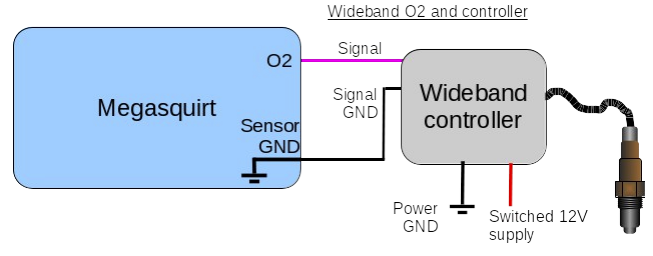 Wideband O2 and controller
Signal
O2
Signal
GND
Megasquirt
Wideband
controller
Sensor
GND
Power
GND
Switched 12V
supply